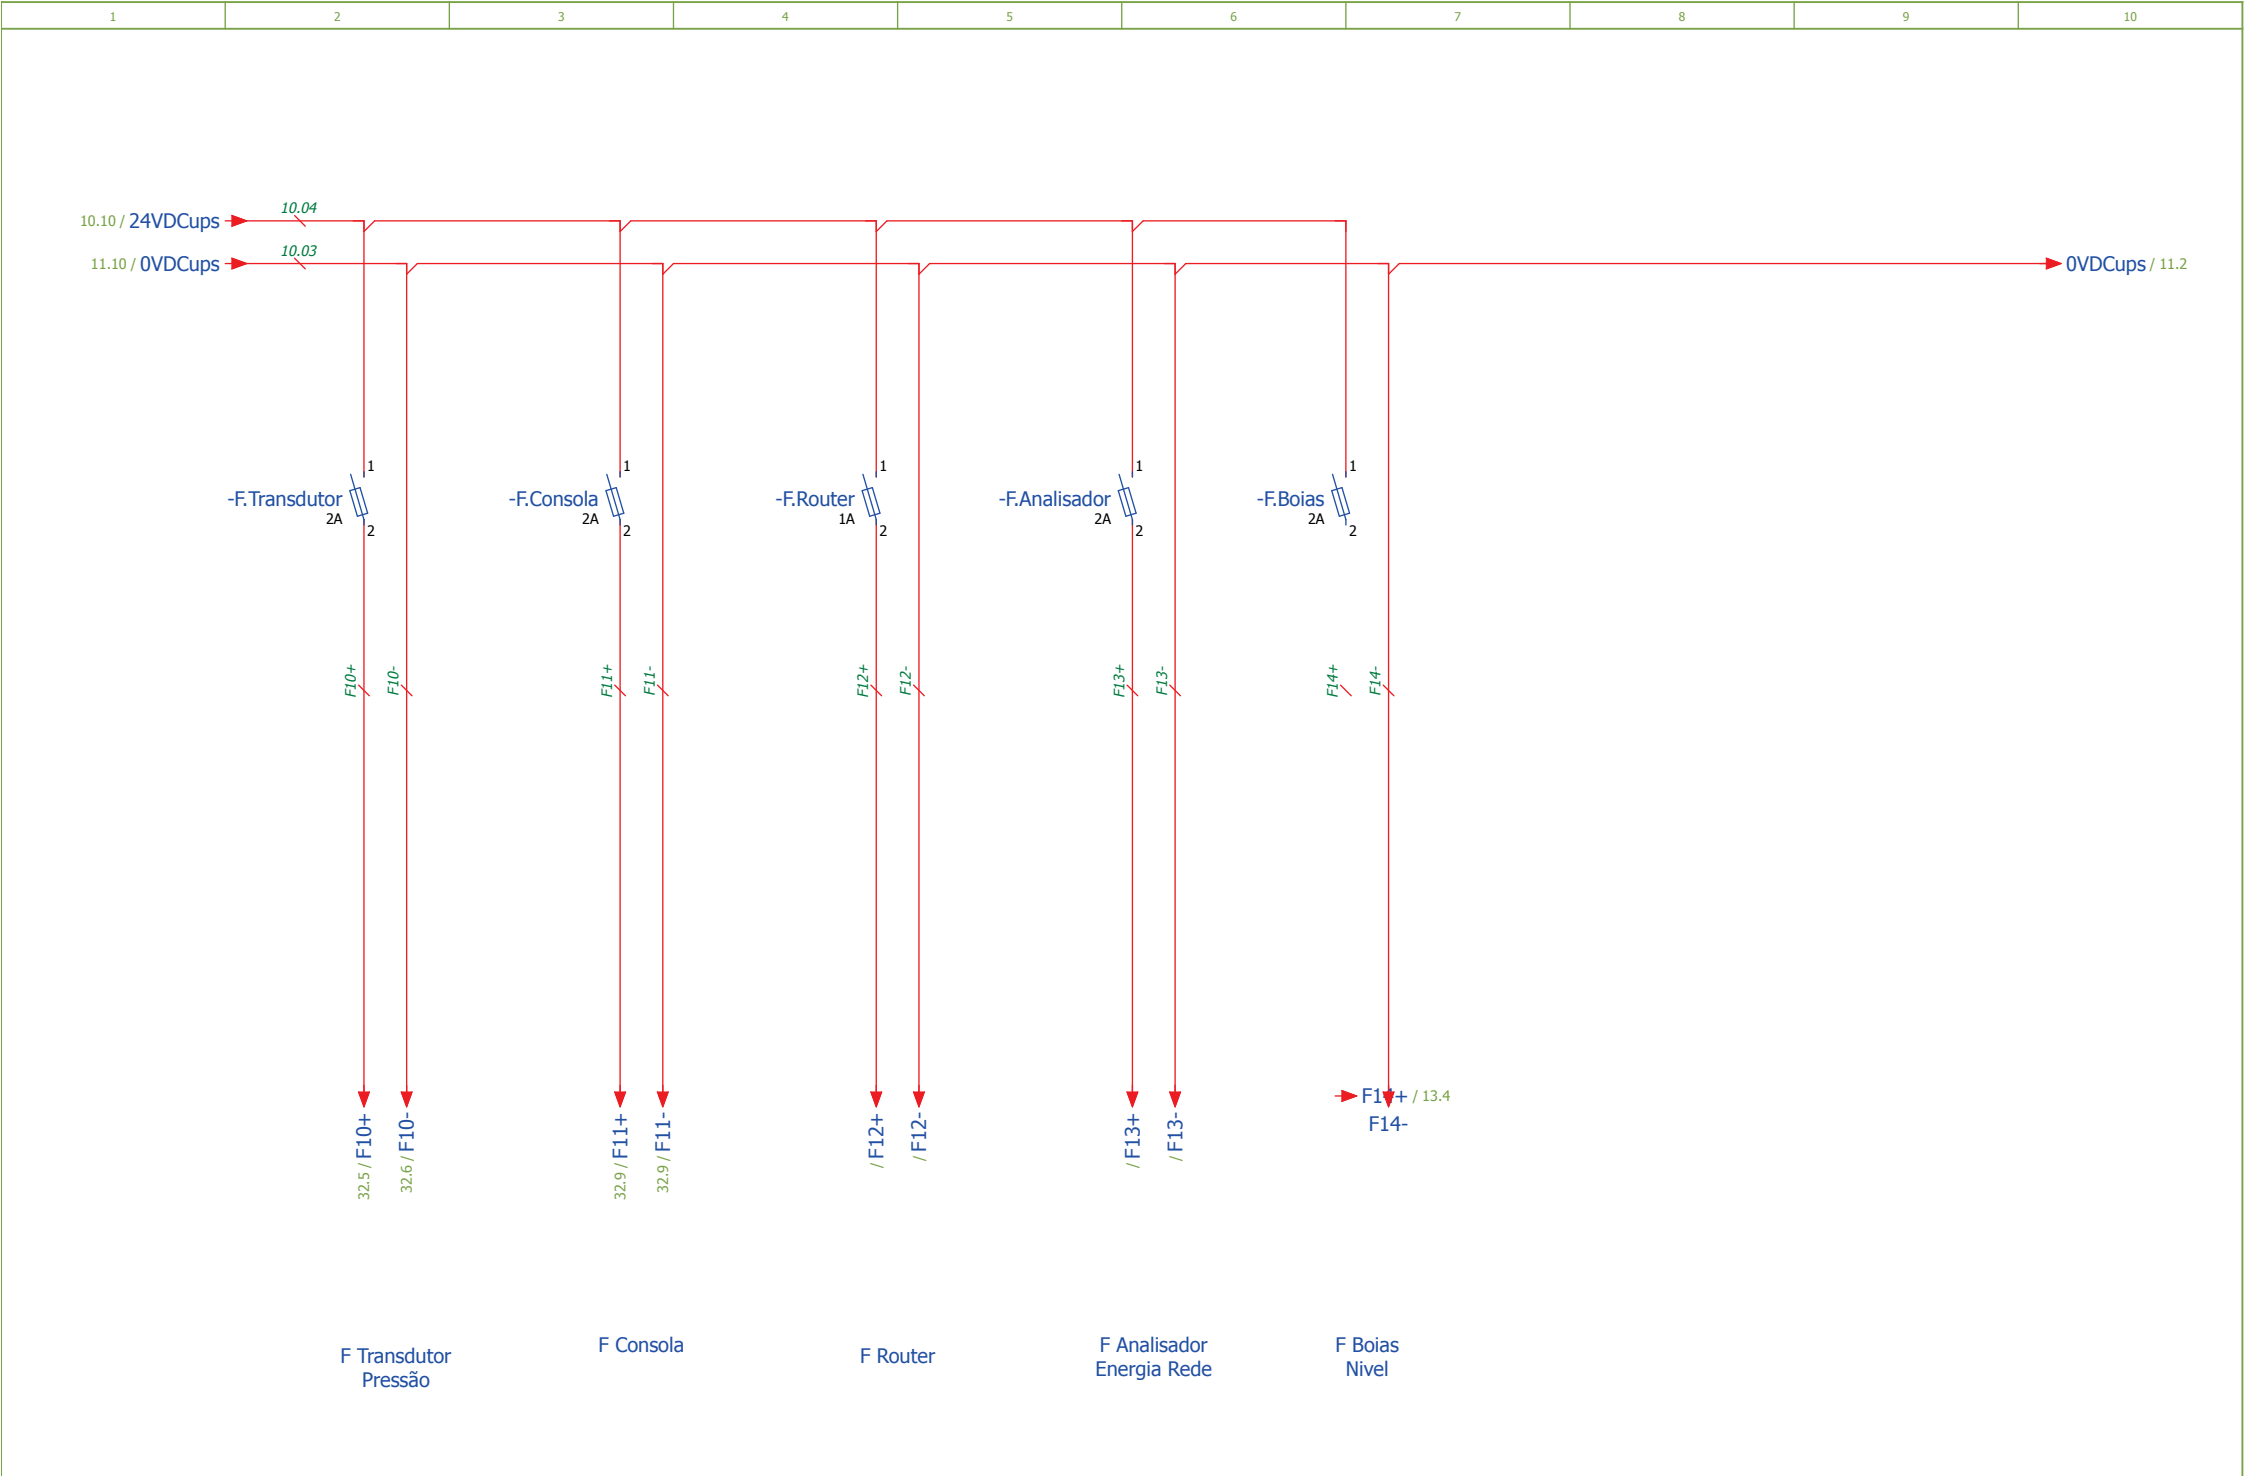 1 2 3 4 5 6 7 8 9 10
10.04
10.10 / 24VDCups
10.03
11.10 / 0VDCups
0VDCups / 11.2
1 1 1 1 1
-F.Transdutor -F.Consola -F.Router -F.Analisador -F.Boias
2A 2A 1A 2A 2A
2 2 2 2 2
F10+ F10- F11+ F11- F12+ F12- F13+ F13- F14+ F14-
F14+ / 13.4
F14-
32.5 / F10+
32.6 / F10-
32.9 / F11+
32.9 / F11-
/ F12+
/ F12-
/ F13+
/ F13-
F Transdutor
Pressão
F Consola
F Router
F Analisador
Energia Rede
F Boias
Nivel